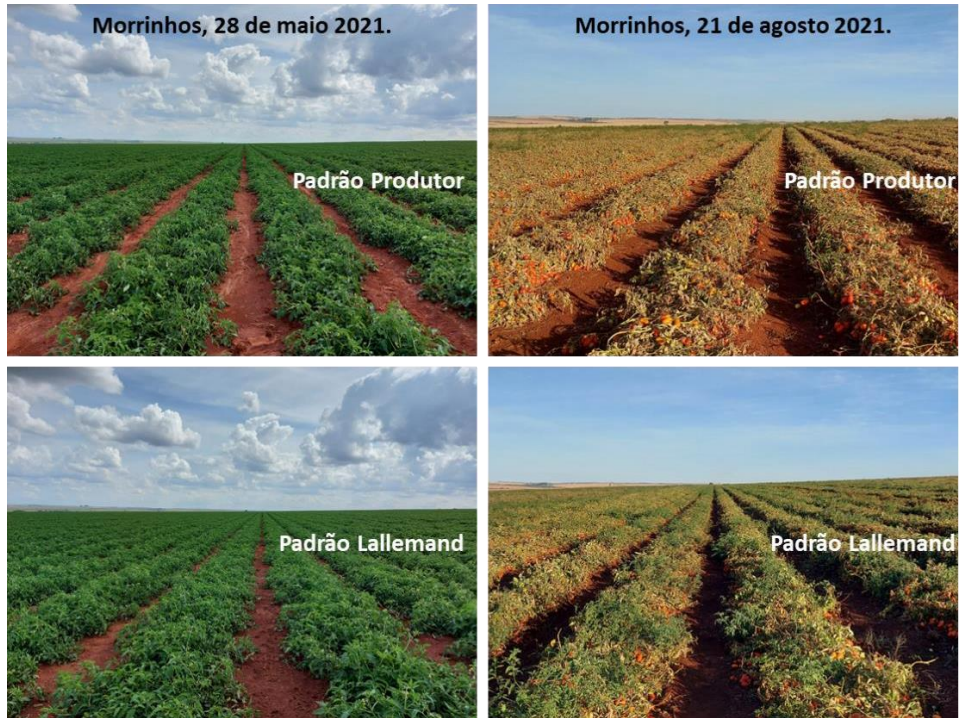 Morrinhos, 28 de maio 2021.
Morrinhos, 21 de agosto 2021.
Padrão Produtor
Padrão Produtor
Padrão Lallemand
Padrão Lallemand